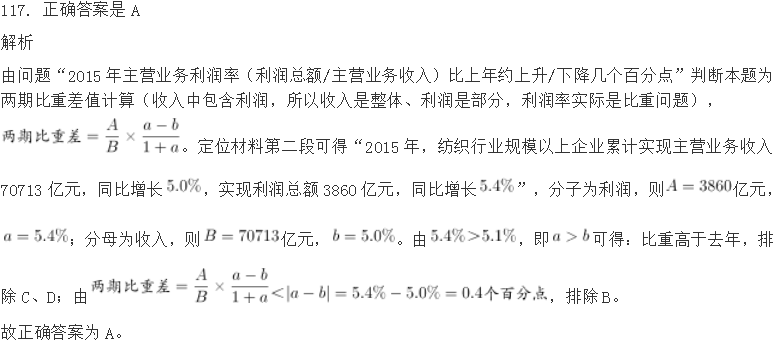 117. 正确答案是 A
解析
由问题“2015 年主营业务利润率（利润总额/主营业务收入）比上年约上升/下降几个百分点”判断本题为
两期比重差值计算（收入中包含利润，所以收入是整体、利润是部分，利润率实际是比重问题），
两期比重差 = A/B × (a − b)/(1 + a)。定位材料第二段可得“2015 年，纺织行业规模以上企业累计实现主营业务收入
70713 亿元，同比增长 5.0%，实现利润总额 3860 亿元，同比增长 5.4%”，分子为利润，则 A = 3860 亿元，
a = 5.4%；分母为收入，则 B = 70713 亿元， b = 5.0%。由 5.4%>5.1%，即 a > b 可得：比重高于去年，排
除 C、D；由 两期比重差 = A/B × (a − b)/(1 + a) < |a − b| = 5.4% − 5.0% = 0.4个百分点，排除 B。
故正确答案为 A。